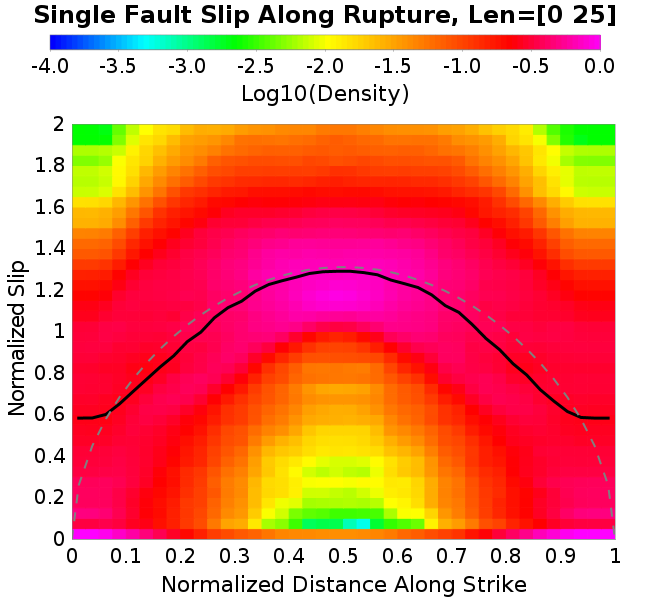 Single Fault Slip Along Rupture, Len=[0 25]
-4.0 -3.5 -3.0 -2.5 -2.0 -1.5 -1.0 -0.5 0.0
Log10(Density)
2
1.8
1.6
1.4
1.2
1
0.8
0.6
0.4
0.2
0
Normalized Slip
0 0.1 0.2 0.3 0.4 0.5 0.6 0.7 0.8 0.9 1
Normalized Distance Along Strike